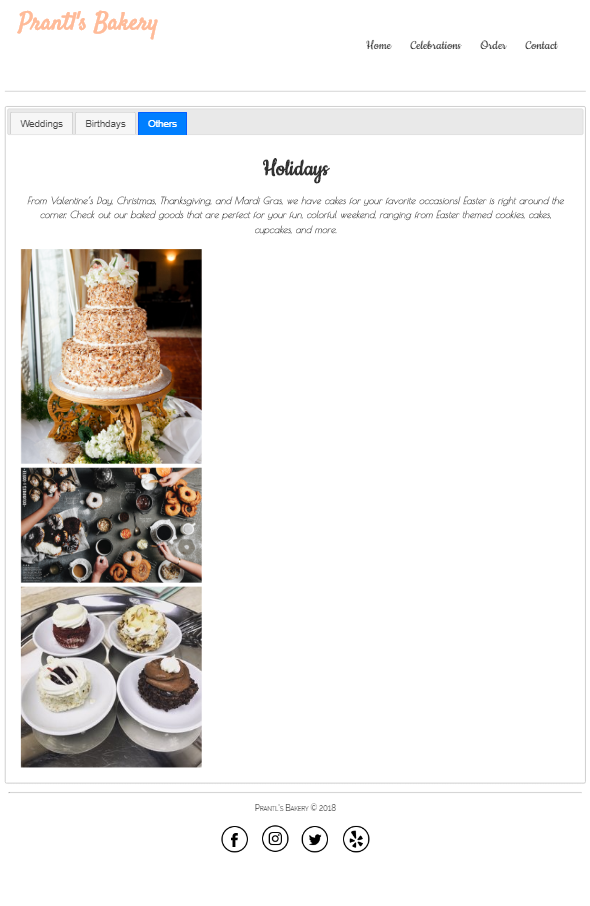 Prantl's Bakery
Home Celebrations Order Contact
Weddings Birthdays Others
Holidays
From Valentine's Day, Christmas, Thanksgiving, and Mardi Gras, we have cakes for your favorite occasions! Easter is right around the
corner. Check out our baked goods that are perfect for your fun, colorful weekend, ranging from Easter themed cookies, cakes,
cupcakes, and more.
Prantl's Bakery © 2018